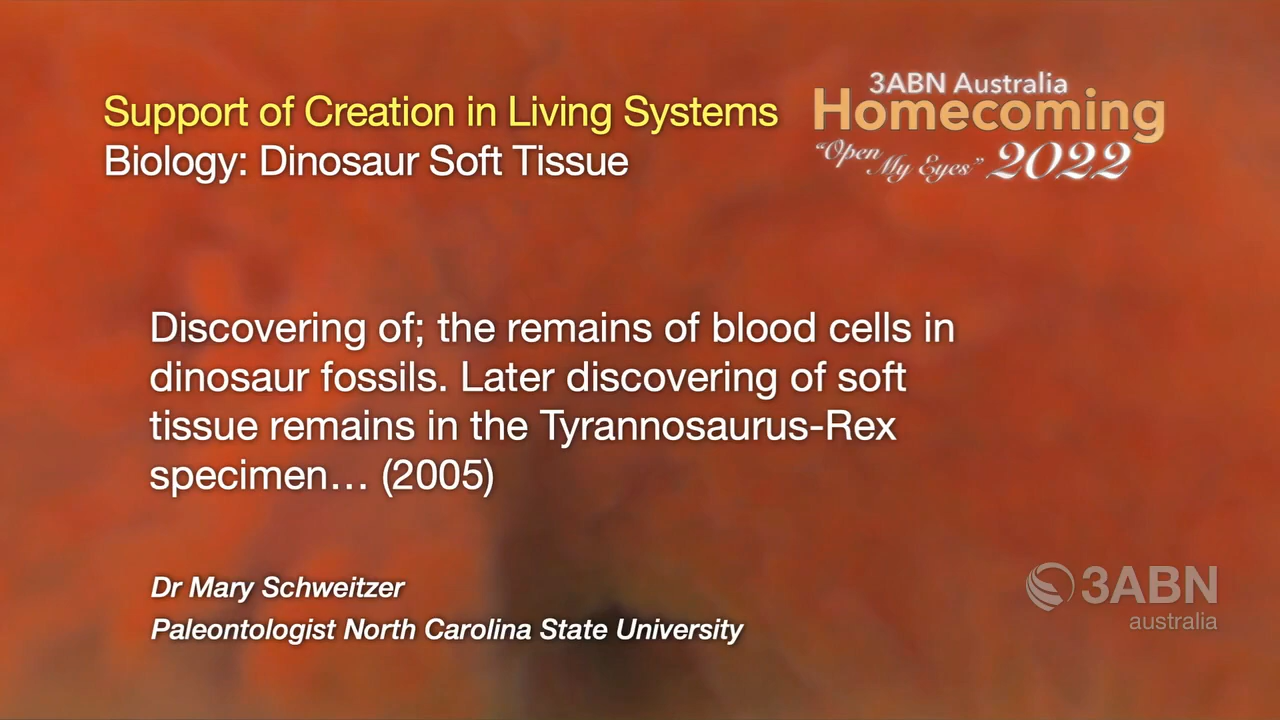 Support of Creation in Living Systems
Biology: Dinosaur Soft Tissue
3ABN Australia
Homecoming
“Open My Eyes” 2022
Discovering of; the remains of blood cells in
dinosaur fossils. Later discovering of soft
tissue remains in the Tyrannosaurus-Rex
specimen… (2005)
Dr Mary Schweitzer
Paleontologist North Carolina State University
3ABN
australia